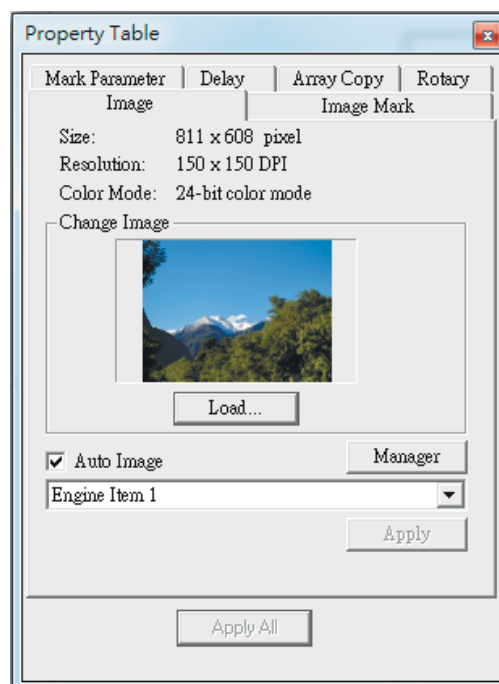 Property Table
Mark Parameter Delay Array Copy Rotary
Image Image Mark
Size: 811 x 608 pixel
Resolution: 150 x 150 DPI
Color Mode: 24-bit color mode
Change Image
Load...
Auto Image Manager
Engine Item 1
Apply
Apply All